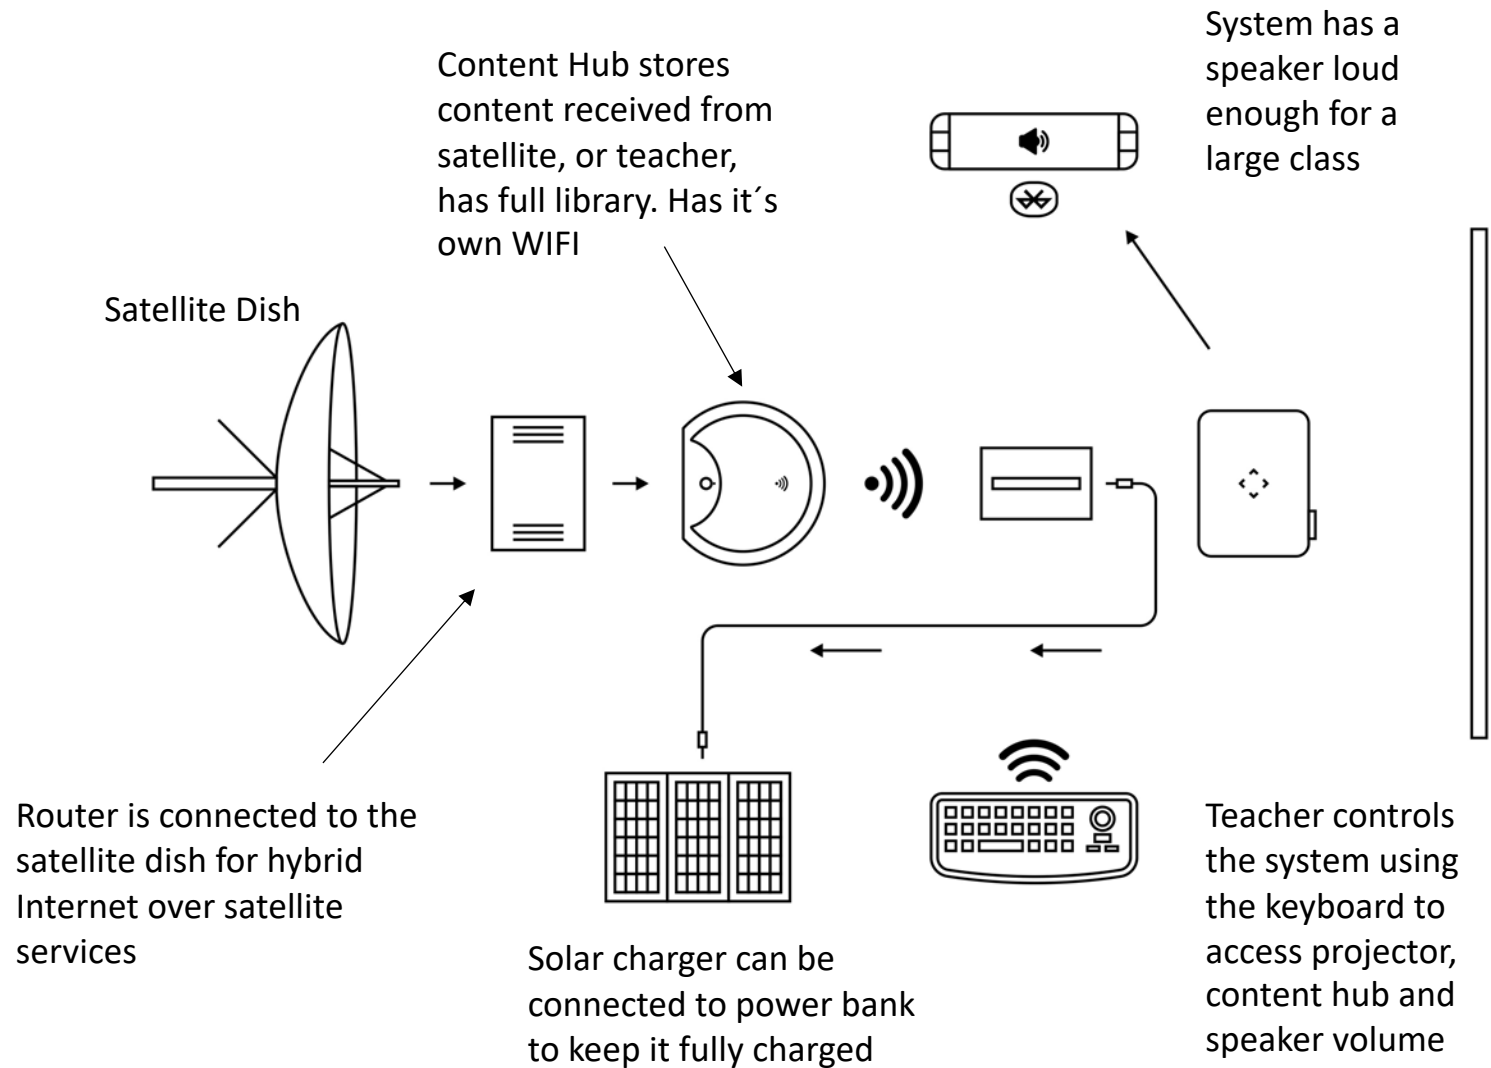 Content Hub stores
content received from
satellite, or teacher,
has full library. Has it´s
own WIFI
System has a
speaker loud
enough for a
large class
Satellite Dish
Router is connected to the
satellite dish for hybrid
Internet over satellite
services
Solar charger can be
connected to power bank
to keep it fully charged
Teacher controls
the system using
the keyboard to
access projector,
content hub and
speaker volume